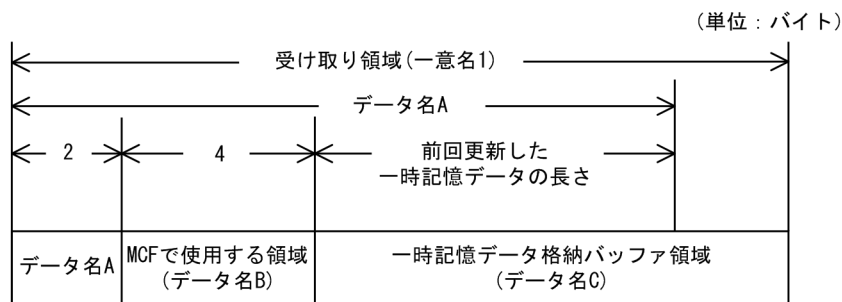 (単位：バイト)
受け取り領域(一意名1)
データ名A
2
4
前回更新した
一時記憶データの長さ
データ名A
MCFで使用する領域
(データ名B)
一時記憶データ格納バッファ領域
(データ名C)